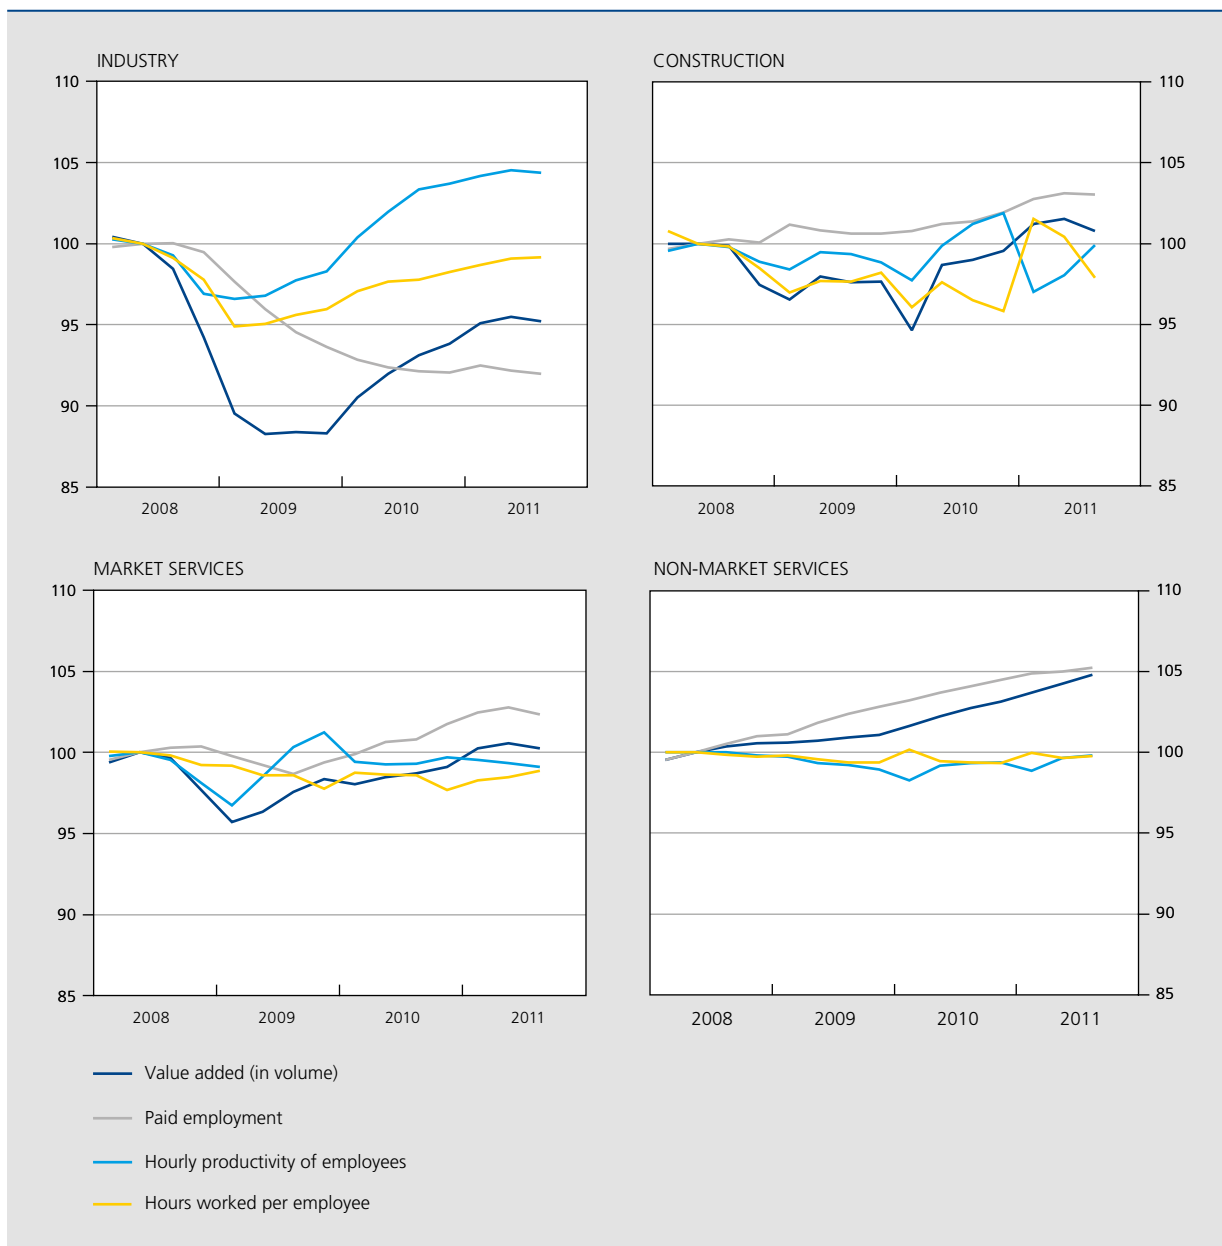 INDUSTRY
110
105
100
95
90
85
2008 2009 2010 2011
CONSTRUCTION
110
105
100
95
90
85
2008 2009 2010 2011
MARKET SERVICES
110
105
100
95
90
85
2008 2009 2010 2011
NON-MARKET SERVICES
110
105
100
95
90
85
2008 2009 2010 2011
Value added (in volume)
Paid employment
Hourly productivity of employees
Hours worked per employee